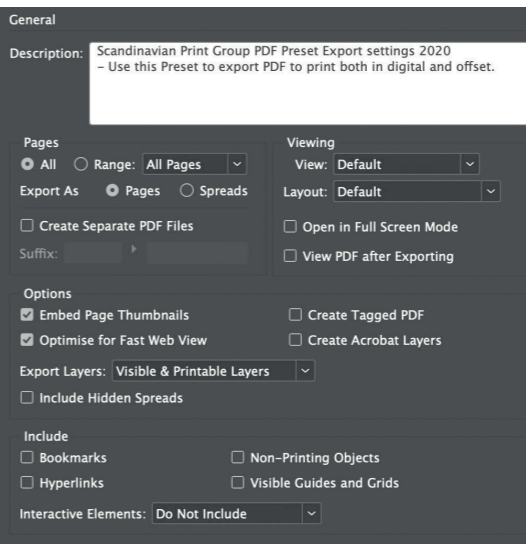 General
Description: Scandinavian Print Group PDF Preset Export settings 2020
– Use this Preset to export PDF to print both in digital and offset.
Pages
All Range: All Pages
Export As Pages Spreads
Create Separate PDF Files
Suffix:
Viewing
View: Default
Layout: Default
Open in Full Screen Mode
View PDF after Exporting
Options
Embed Page Thumbnails Create Tagged PDF
Optimise for Fast Web View Create Acrobat Layers
Export Layers: Visible & Printable Layers
Include Hidden Spreads
Include
Bookmarks Non-Printing Objects
Hyperlinks Visible Guides and Grids
Interactive Elements: Do Not Include